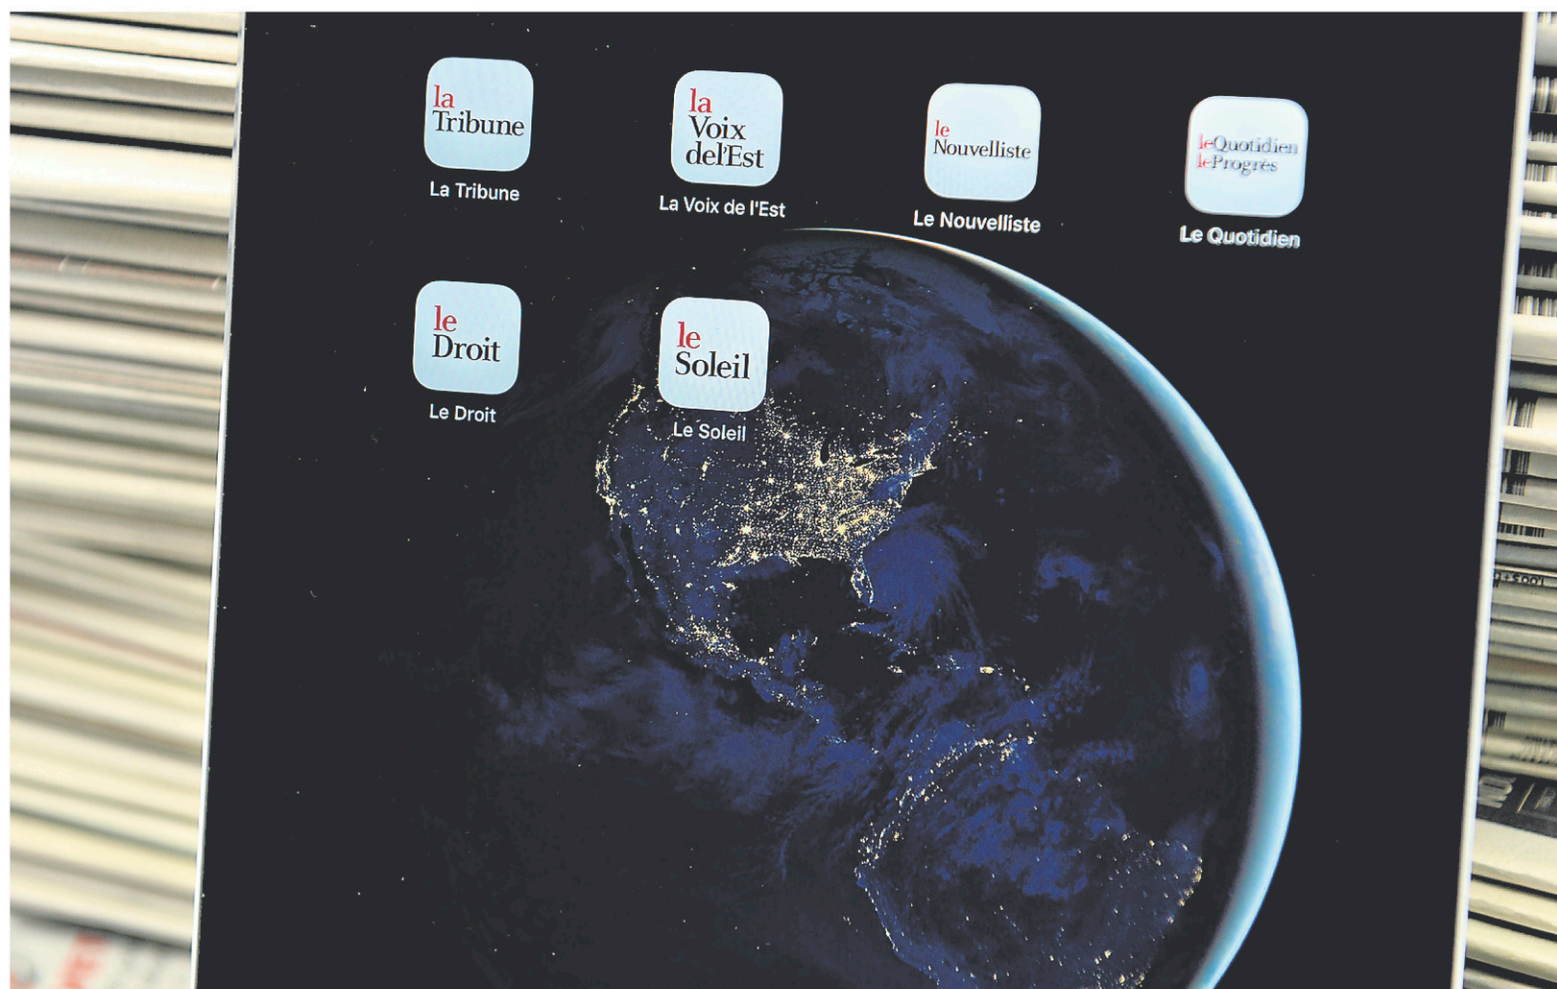 la
Tribune
La Tribune
la
Voix
del'Est
La Voix de l'Est
le
Nouvelliste
Le Nouvelliste
leQuotidien
leProgrès
Le Quotidien
le
Droit
Le Droit
le
Soleil
Le Soleil